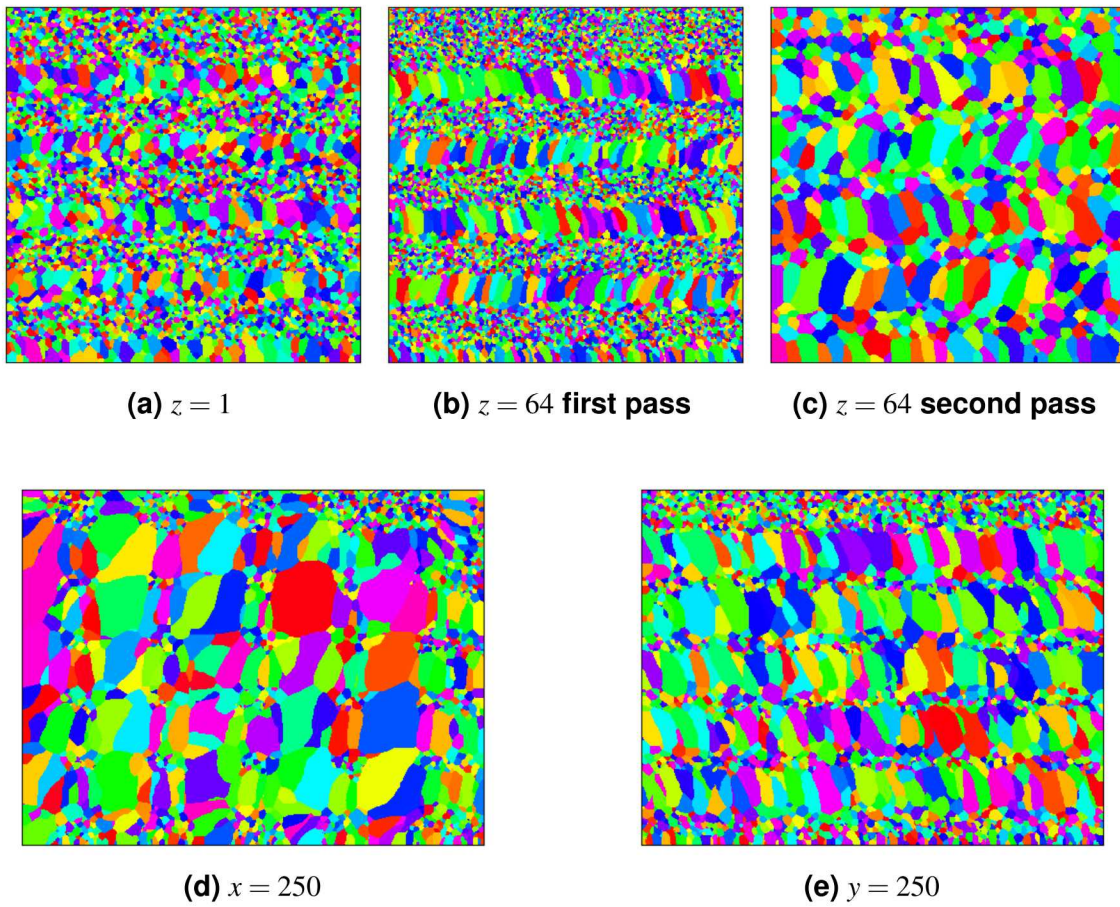 (a) z = 1
(b) z = 64 first pass
(c) z = 64 second pass
(d) x = 250
(e) y = 250